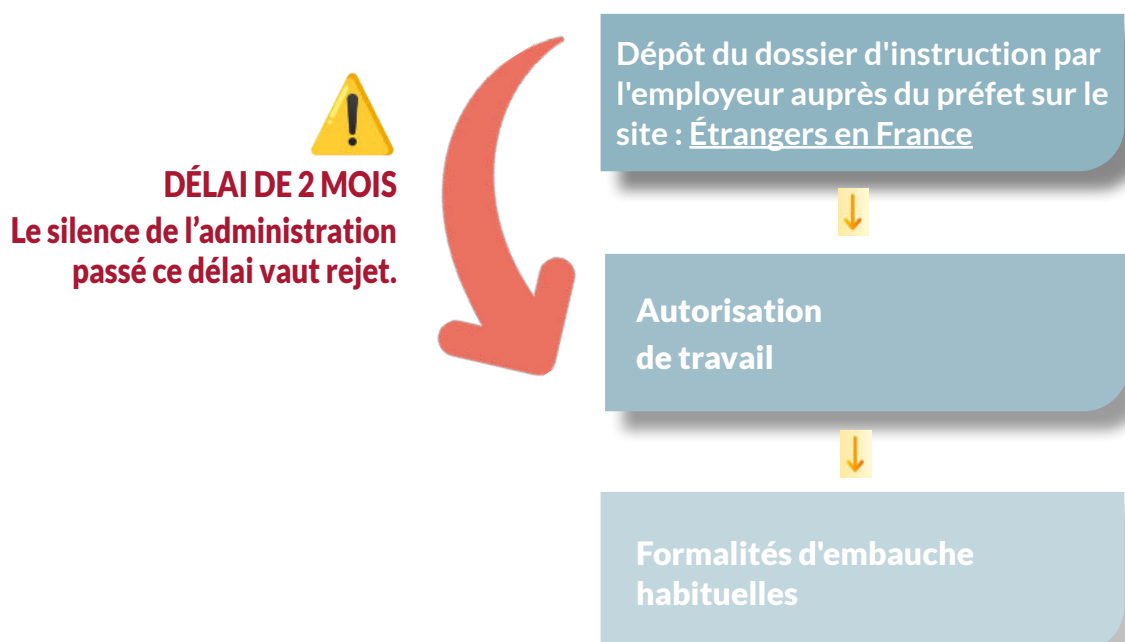 Dépôt du dossier d'instruction par
l'employeur auprès du préfet sur le
site : Étrangers en France
DÉLAI DE 2 MOIS
Le silence de l’administration
passé ce délai vaut rejet.
Autorisation
de travail
Formalités d'embauche
habituelles